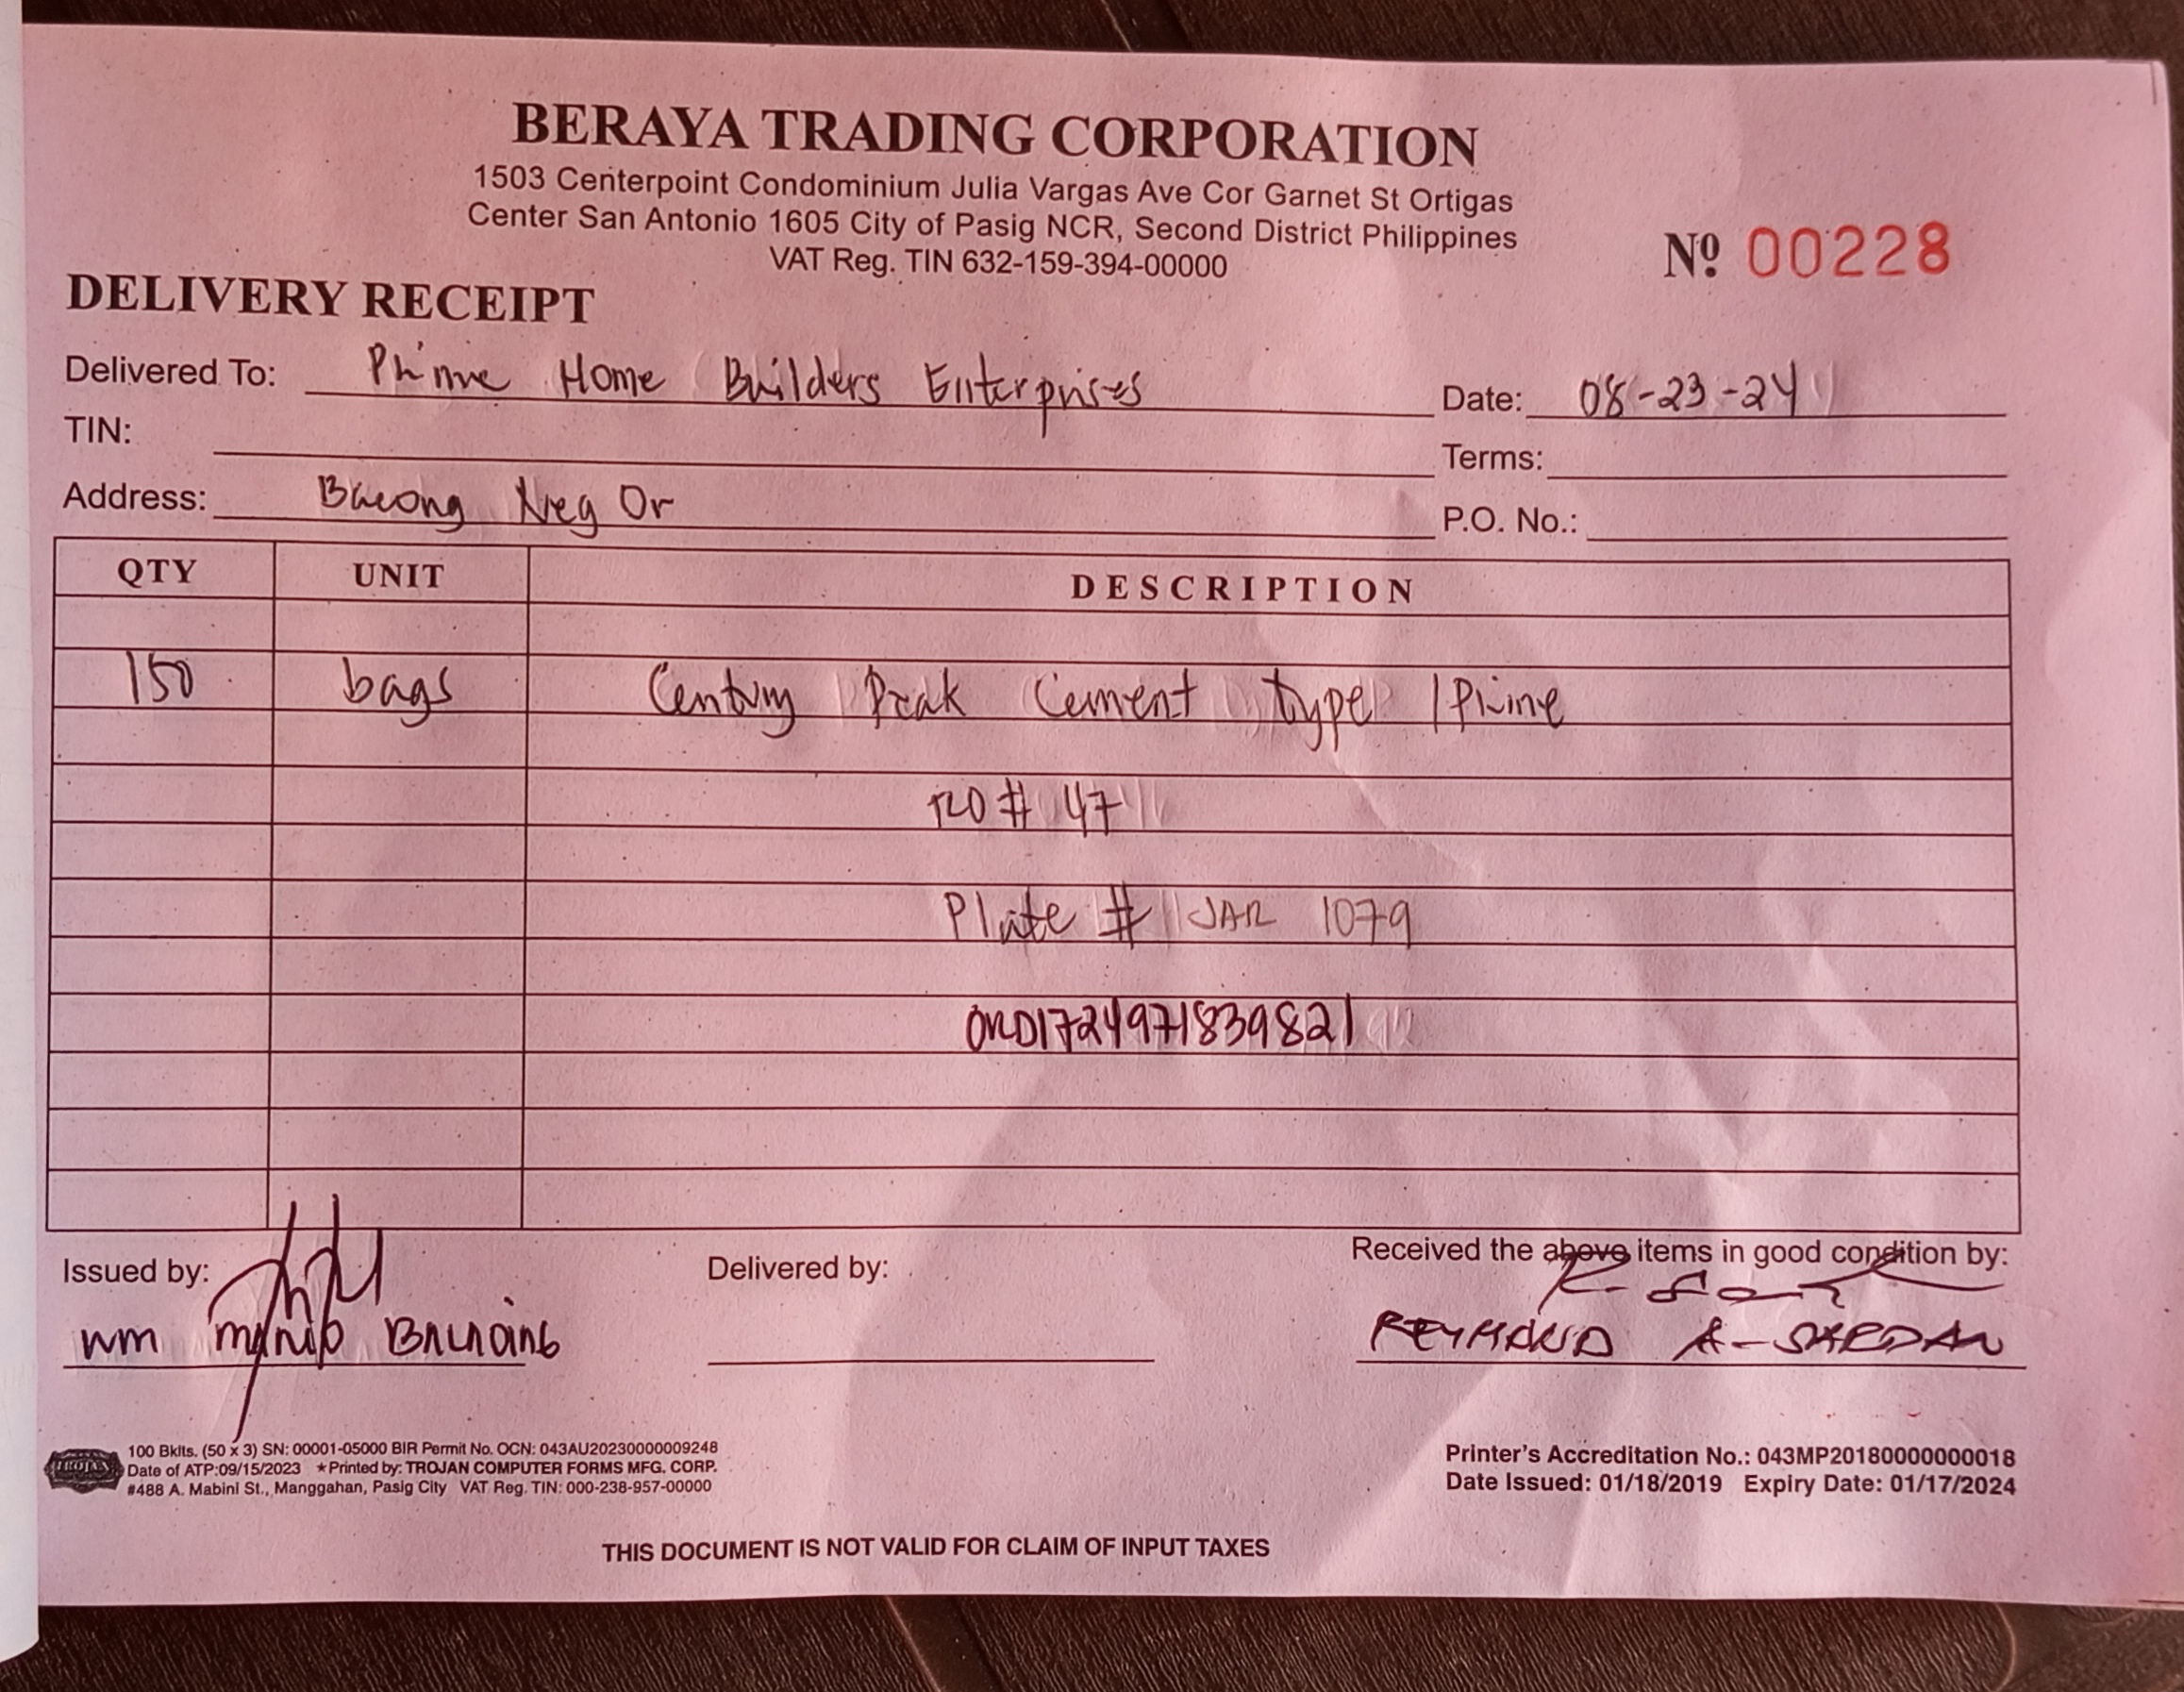 BERAYA TRADING CORPORATION
1503 Centerpoint Condominium Julia Vargas Ave Cor Garnet St Ortigas
Center San Antonio 1605 City of Pasig NCR, Second District Philippines
VAT Reg. TIN 632-159-394-00000
Nº 00228
DELIVERY RECEIPT
Delivered To: Prime Home Builders Enterprises
Date: 08-23-24
TIN:
Terms:
Address: Bacong Neg Or
P.O. No.:
QTY UNIT DESCRIPTION
150 bags Century Peak Cement type 1 Prime
RO# 47
Plate # JAR 1079
ORD1724971839821
Issued by:
Delivered by:
Received the above items in good condition by:
WM
REYMAND A-SARDAN
TROJAN
100 Bklts. (50 x 3) SN: 00001-05000 BIR Permit No. OCN: 043AU20230000009248
Date of ATP:09/15/2023 ★Printed by: TROJAN COMPUTER FORMS MFG. CORP.
#488 A. Mabini St., Manggahan, Pasig City VAT Reg. TIN: 000-238-957-00000
Printer's Accreditation No.: 043MP20180000000018
Date Issued: 01/18/2019 Expiry Date: 01/17/2024
THIS DOCUMENT IS NOT VALID FOR CLAIM OF INPUT TAXES